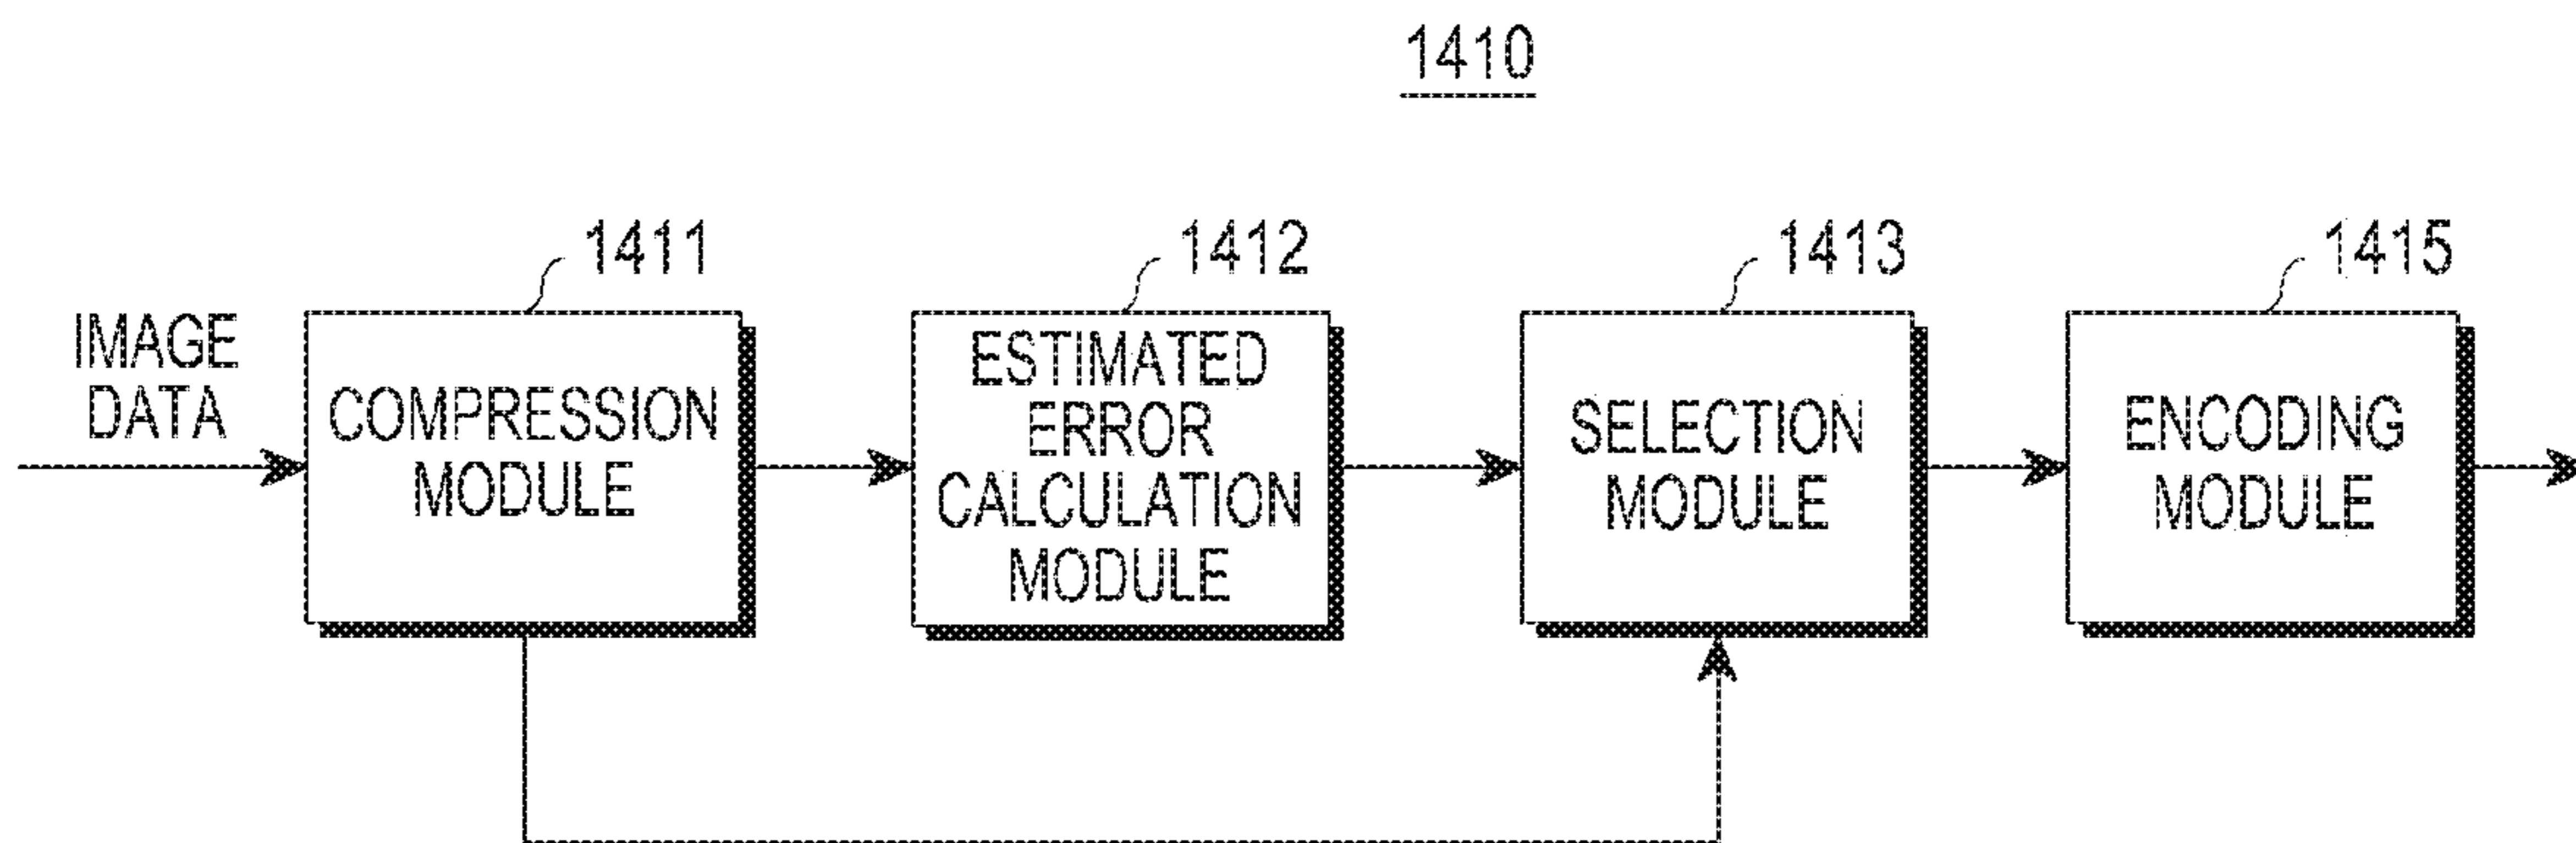 1410
1411
1412
1413
1415
IMAGE
DATA
COMPRESSION
MODULE
ESTIMATED
ERROR
CALCULATION
MODULE
SELECTION
MODULE
ENCODING
MODULE